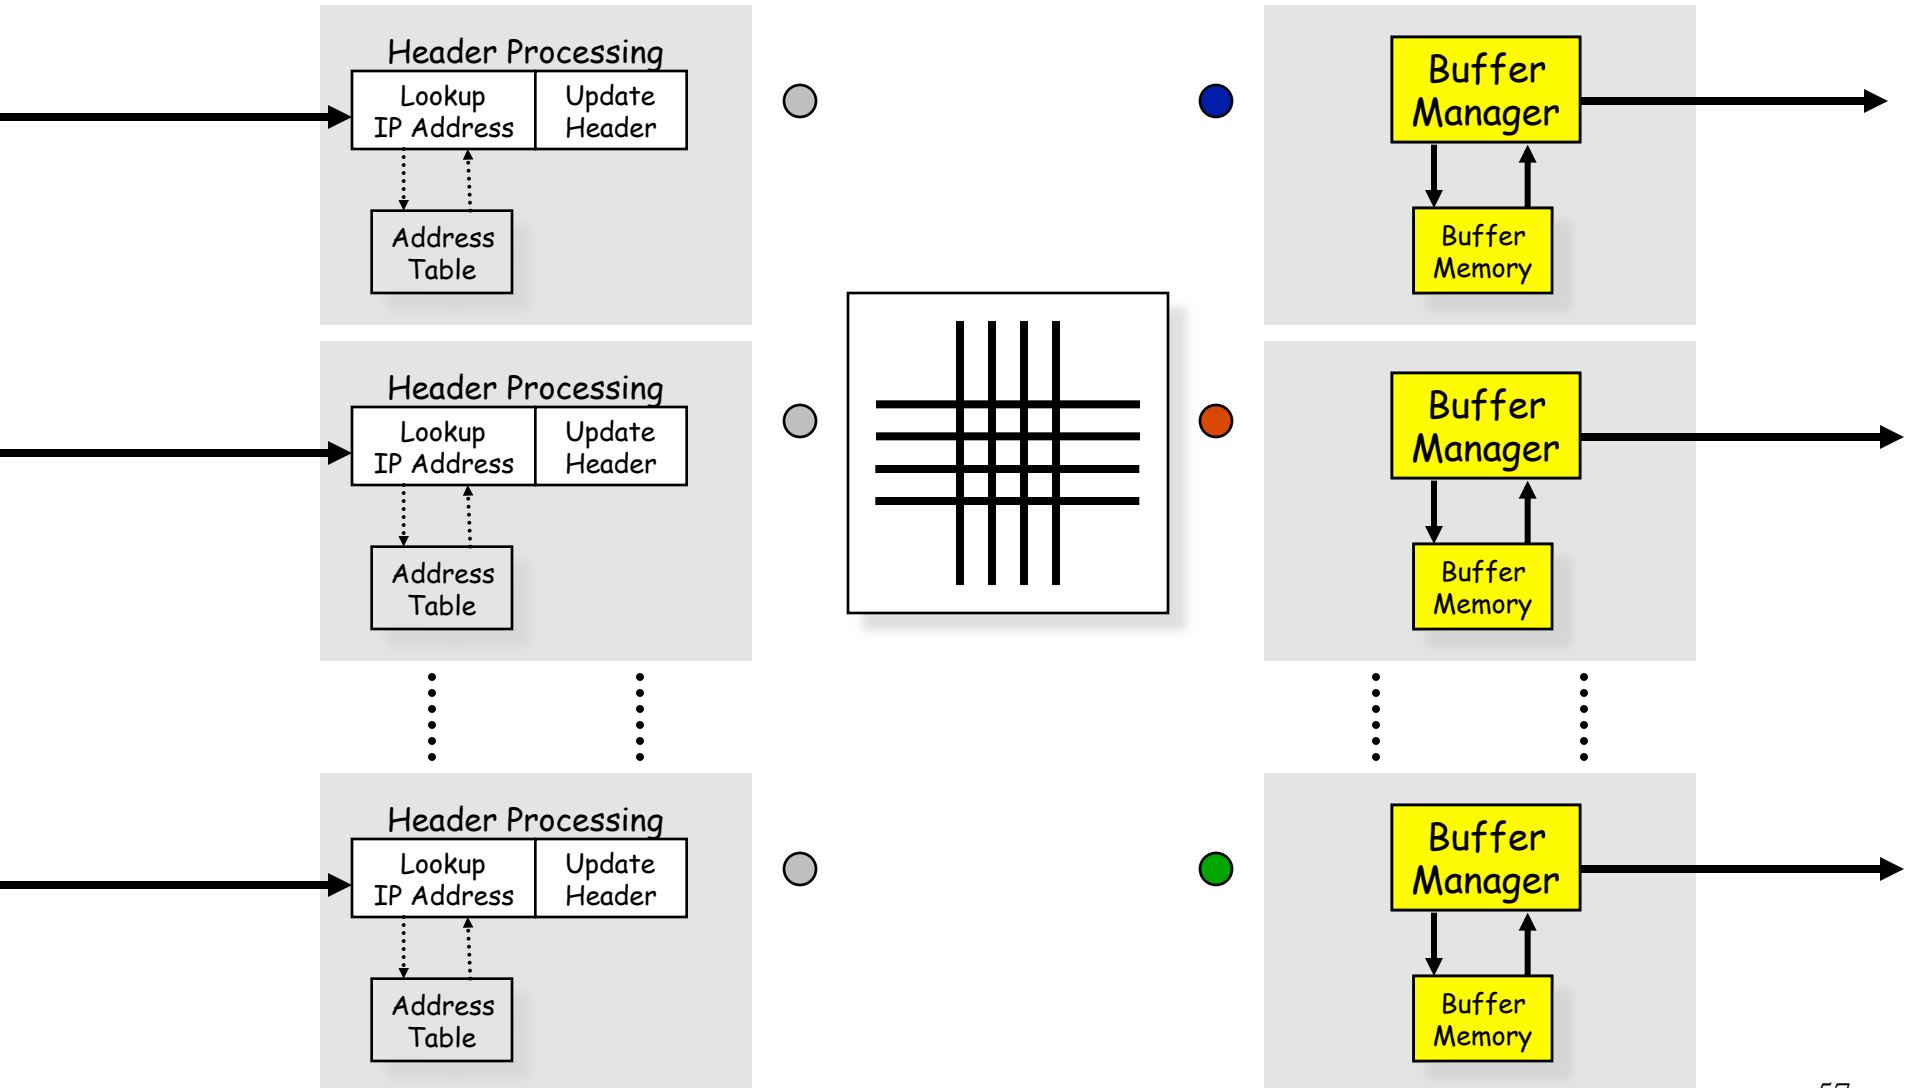 Header Processing
Lookup
IP Address
Update
Header
Address
Table
Buffer
Manager
Buffer
Memory
Header Processing
Lookup
IP Address
Update
Header
Address
Table
Buffer
Manager
Buffer
Memory
Header Processing
Lookup
IP Address
Update
Header
Address
Table
Buffer
Manager
Buffer
Memory